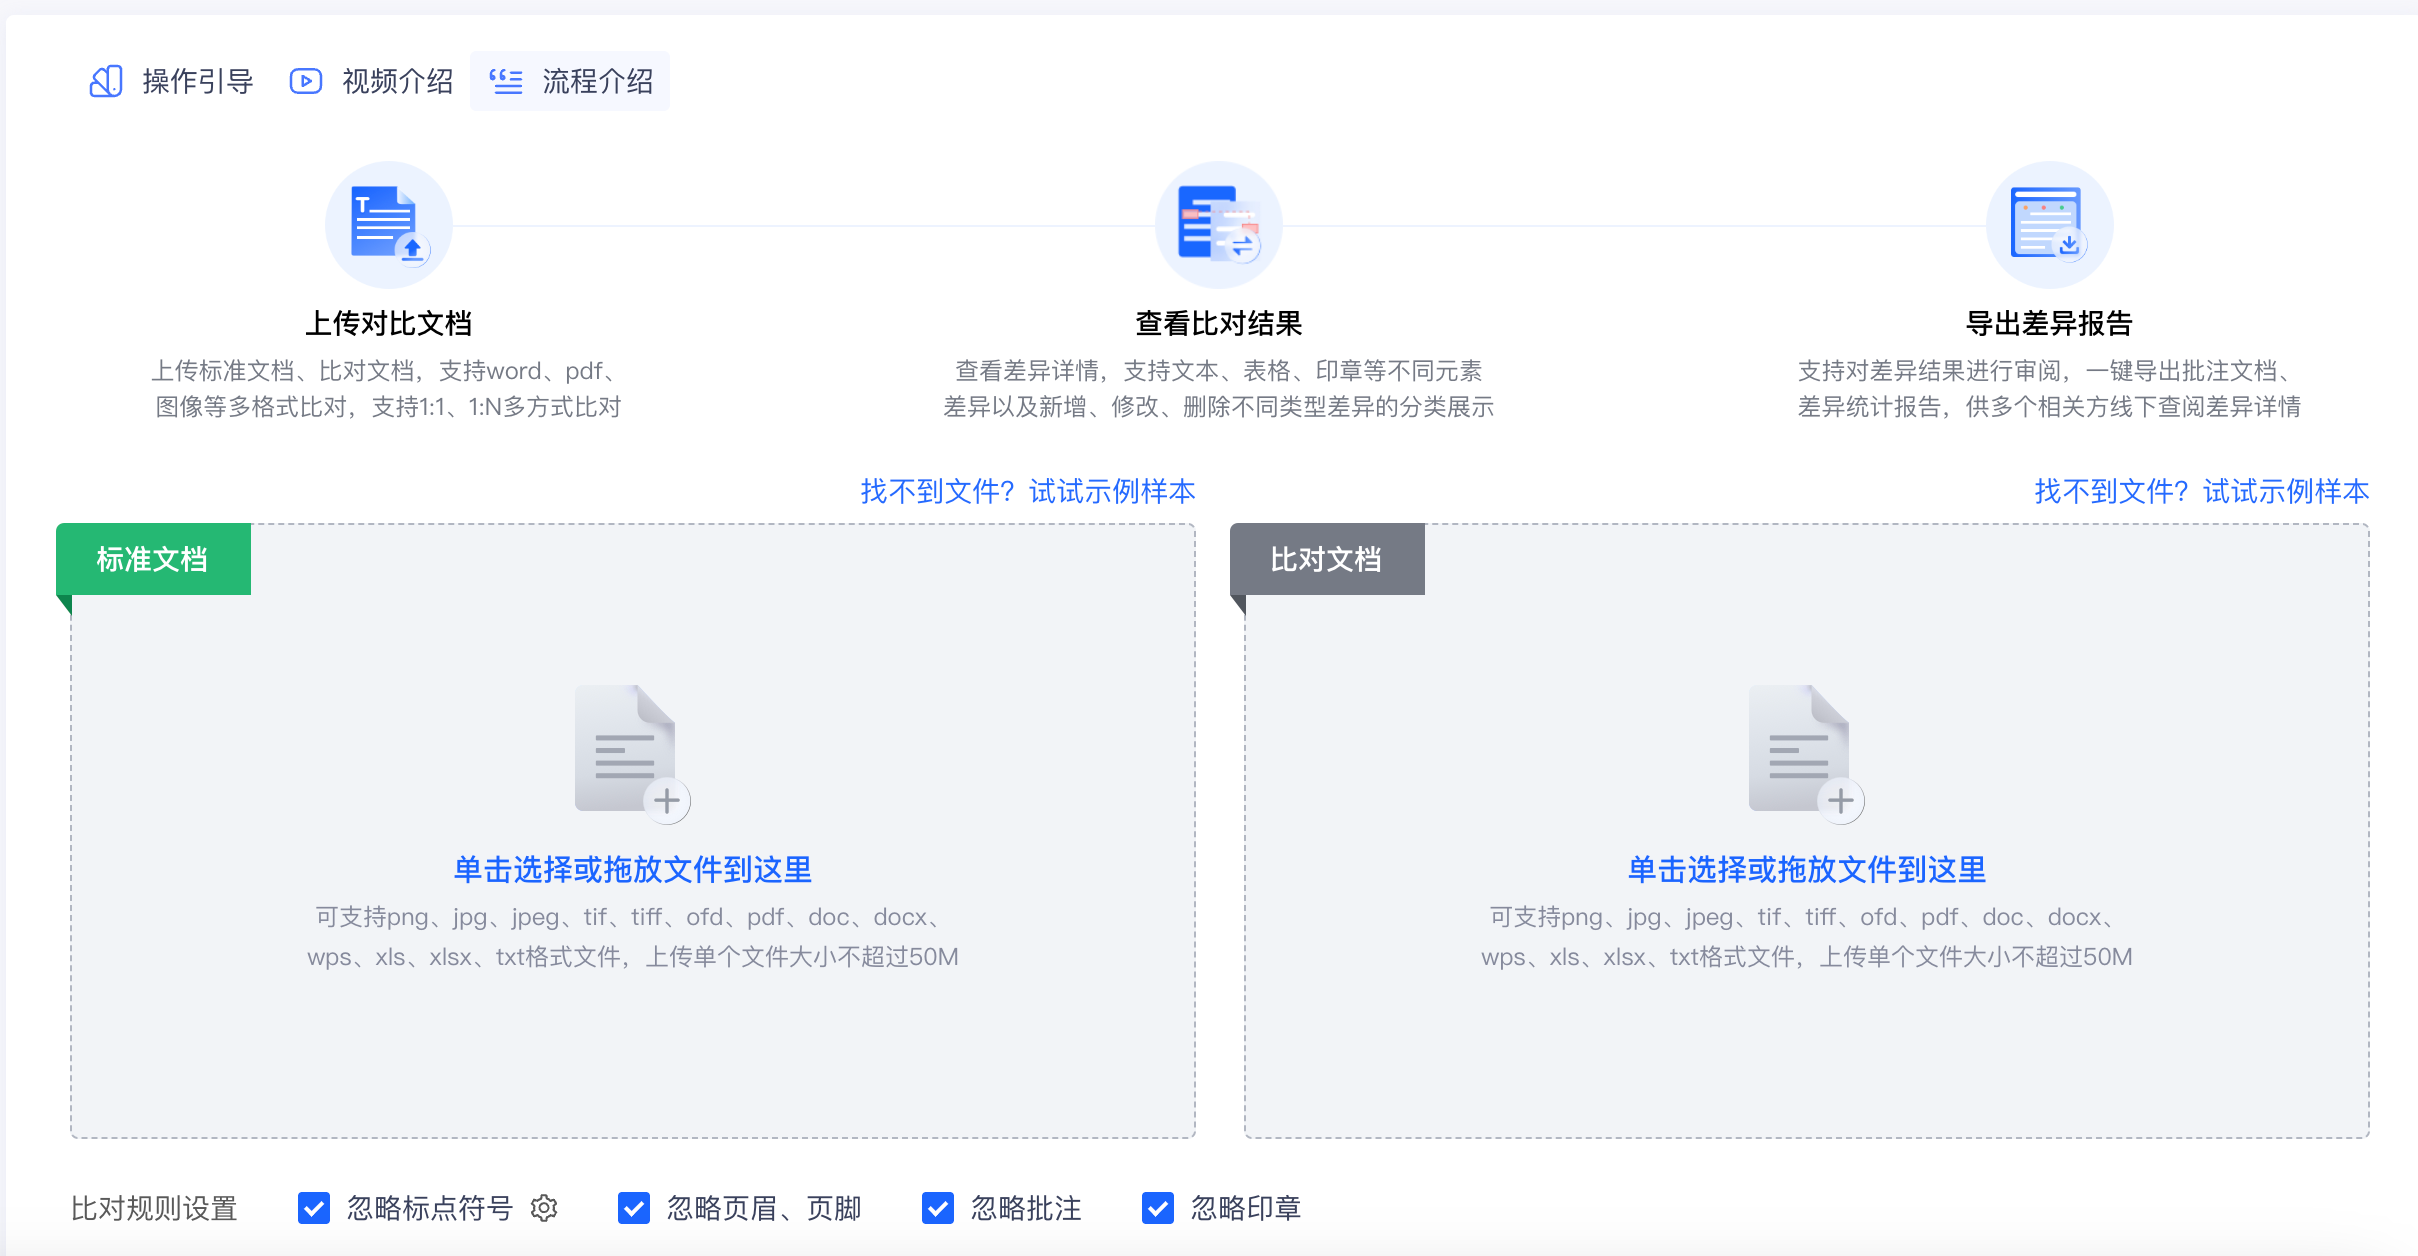 操作引导
视频介绍
流程介绍
上传对比文档
上传标准文档、比对文档，支持word、pdf、
图像等多格式比对，支持1:1、1:N多方式比对
查看比对结果
查看差异详情，支持文本、表格、印章等不同元素
差异以及新增、修改、删除不同类型差异的分类展示
导出差异报告
支持对差异结果进行审阅，一键导出批注文档、
差异统计报告，供多个相关方线下查阅差异详情
找不到文件？试试示例样本
标准文档
单击选择或拖放文件到这里
可支持png、jpg、jpeg、tif、tiff、ofd、pdf、doc、docx、
wps、xls、xlsx、txt格式文件，上传单个文件大小不超过50M
找不到文件？试试示例样本
比对文档
单击选择或拖放文件到这里
可支持png、jpg、jpeg、tif、tiff、ofd、pdf、doc、docx、
wps、xls、xlsx、txt格式文件，上传单个文件大小不超过50M
比对规则设置
忽略标点符号
忽略页眉、页脚
忽略批注
忽略印章